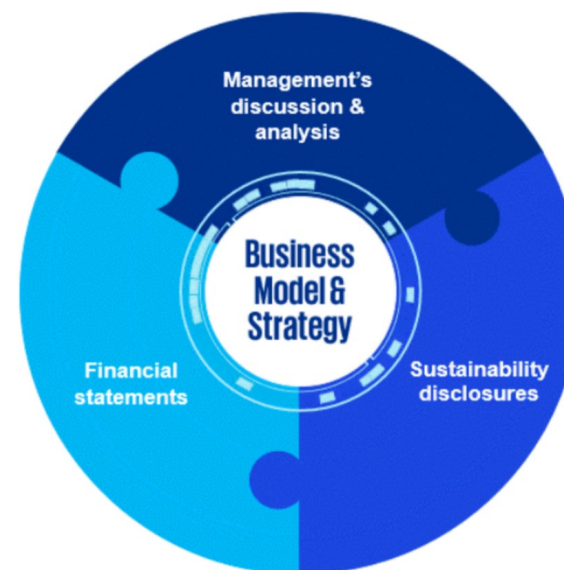 Management’s
discussion &
analysis
Business
Model &
Strategy
Financial
statements
Sustainability
disclosures